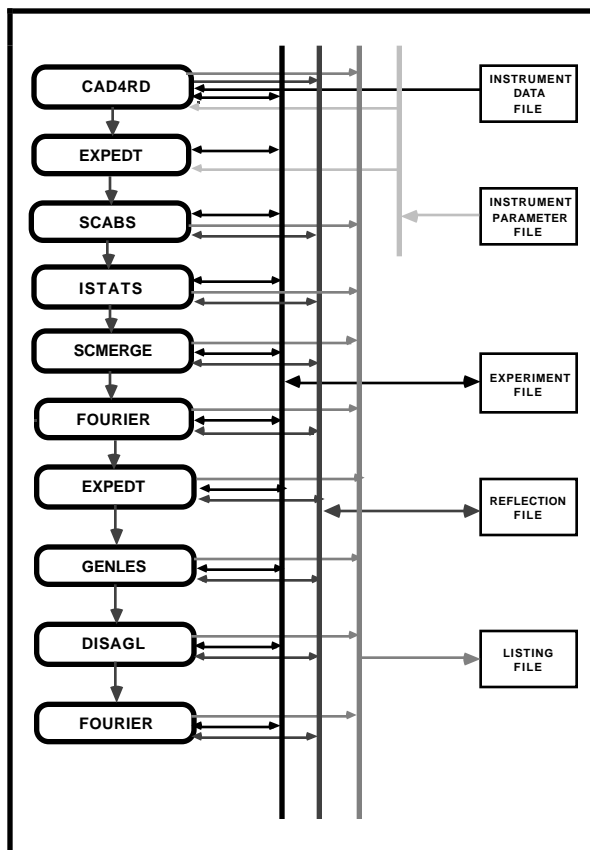 CAD4RD
EXPEDT
SCABS
ISTATS
SCMERGE
FOURIER
EXPEDT
GENLES
DISAGL
FOURIER
INSTRUMENT
DATA
FILE
INSTRUMENT
PARAMETER
FILE
EXPERIMENT
FILE
REFLECTION
FILE
LISTING
FILE